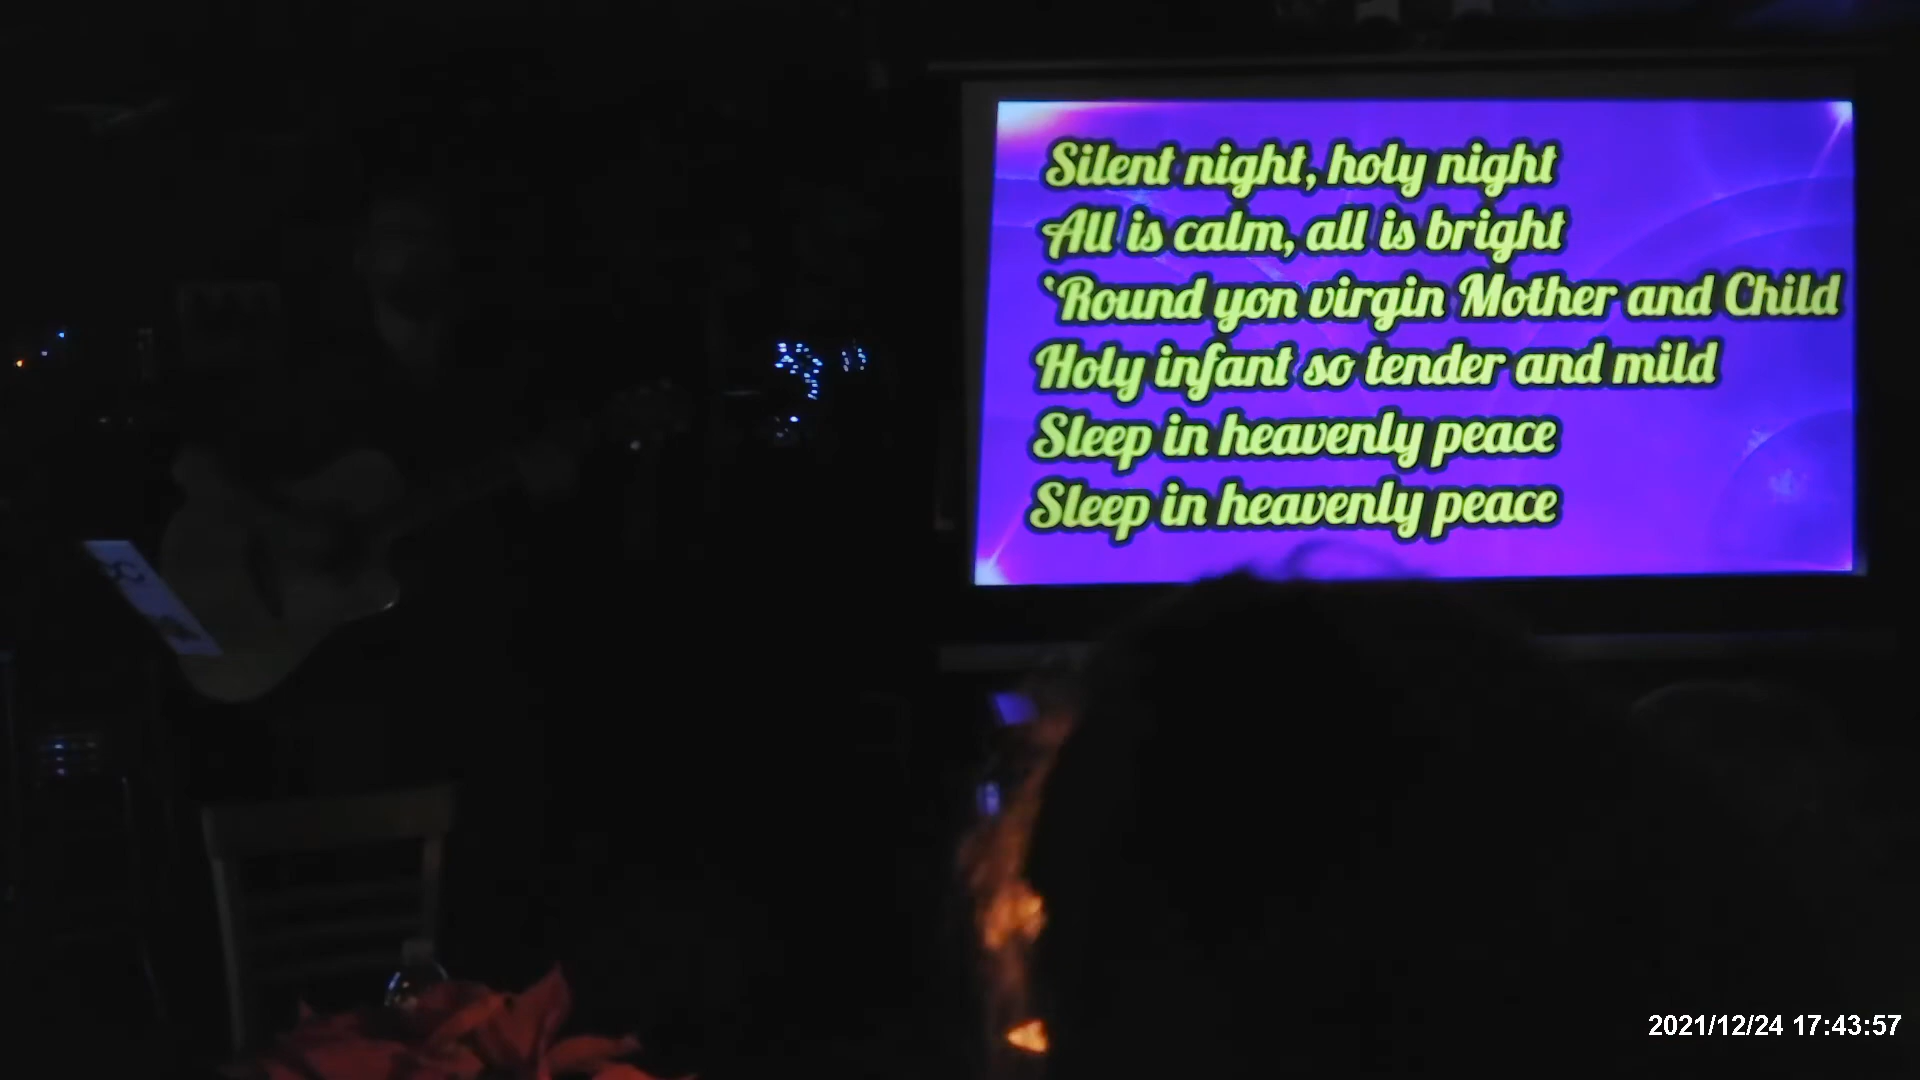 Silent night, holy night
All is calm, all is bright
‘Round yon virgin Mother and Child
Holy infant so tender and mild
Sleep in heavenly peace
Sleep in heavenly peace
2021/12/24 17:43:57